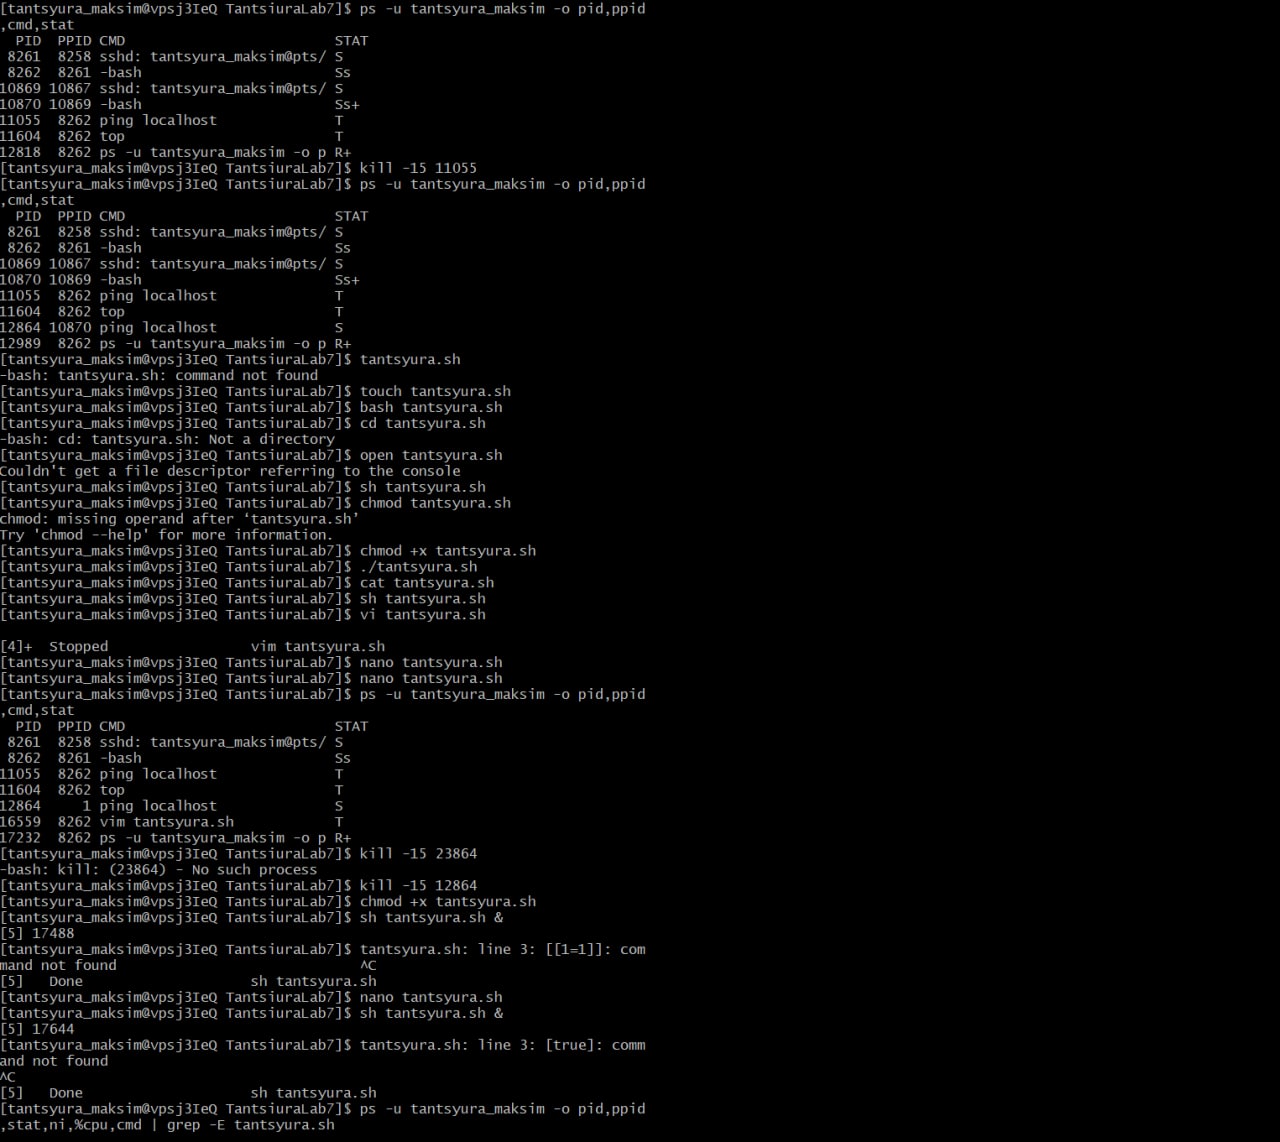 [tantsyura_maksim@vpsj3IeQ TantsiuraLab7]$ ps -u tantsyura_maksim -o pid,ppid
,cmd,stat
  PID  PPID CMD                         STAT
 8261  8258 sshd: tantsyura_maksim@pts/ S
 8262  8261 -bash                       Ss
10869 10867 sshd: tantsyura_maksim@pts/ S
10870 10869 -bash                       Ss+
11055  8262 ping localhost              T
11604  8262 top                         T
12818  8262 ps -u tantsyura_maksim -o p R+
[tantsyura_maksim@vpsj3IeQ TantsiuraLab7]$ kill -15 11055
[tantsyura_maksim@vpsj3IeQ TantsiuraLab7]$ ps -u tantsyura_maksim -o pid,ppid
,cmd,stat
  PID  PPID CMD                         STAT
 8261  8258 sshd: tantsyura_maksim@pts/ S
 8262  8261 -bash                       Ss
10869 10867 sshd: tantsyura_maksim@pts/ S
10870 10869 -bash                       Ss+
11055  8262 ping localhost              T
11604  8262 top                         T
12864 10870 ping localhost              S
12989  8262 ps -u tantsyura_maksim -o p R+
[tantsyura_maksim@vpsj3IeQ TantsiuraLab7]$ tantsyura.sh
-bash: tantsyura.sh: command not found
[tantsyura_maksim@vpsj3IeQ TantsiuraLab7]$ touch tantsyura.sh
[tantsyura_maksim@vpsj3IeQ TantsiuraLab7]$ bash tantsyura.sh
[tantsyura_maksim@vpsj3IeQ TantsiuraLab7]$ cd tantsyura.sh
-bash: cd: tantsyura.sh: Not a directory
[tantsyura_maksim@vpsj3IeQ TantsiuraLab7]$ open tantsyura.sh
Couldn't get a file descriptor referring to the console
[tantsyura_maksim@vpsj3IeQ TantsiuraLab7]$ sh tantsyura.sh
[tantsyura_maksim@vpsj3IeQ TantsiuraLab7]$ chmod tantsyura.sh
chmod: missing operand after ‘tantsyura.sh’
Try 'chmod --help' for more information.
[tantsyura_maksim@vpsj3IeQ TantsiuraLab7]$ chmod +x tantsyura.sh
[tantsyura_maksim@vpsj3IeQ TantsiuraLab7]$ ./tantsyura.sh
[tantsyura_maksim@vpsj3IeQ TantsiuraLab7]$ cat tantsyura.sh
[tantsyura_maksim@vpsj3IeQ TantsiuraLab7]$ sh tantsyura.sh
[tantsyura_maksim@vpsj3IeQ TantsiuraLab7]$ vi tantsyura.sh

[4]+  Stopped                 vim tantsyura.sh
[tantsyura_maksim@vpsj3IeQ TantsiuraLab7]$ nano tantsyura.sh
[tantsyura_maksim@vpsj3IeQ TantsiuraLab7]$ nano tantsyura.sh
[tantsyura_maksim@vpsj3IeQ TantsiuraLab7]$ ps -u tantsyura_maksim -o pid,ppid
,cmd,stat
  PID  PPID CMD                         STAT
 8261  8258 sshd: tantsyura_maksim@pts/ S
 8262  8261 -bash                       Ss
11055  8262 ping localhost              T
11604  8262 top                         T
12864     1 ping localhost              S
16559  8262 vim tantsyura.sh            T
17232  8262 ps -u tantsyura_maksim -o p R+
[tantsyura_maksim@vpsj3IeQ TantsiuraLab7]$ kill -15 23864
-bash: kill: (23864) - No such process
[tantsyura_maksim@vpsj3IeQ TantsiuraLab7]$ kill -15 12864
[tantsyura_maksim@vpsj3IeQ TantsiuraLab7]$ chmod +x tantsyura.sh
[tantsyura_maksim@vpsj3IeQ TantsiuraLab7]$ sh tantsyura.sh &
[5] 17488
[tantsyura_maksim@vpsj3IeQ TantsiuraLab7]$ tantsyura.sh: line 3: [[1=1]]: com
mand not found                             ^C
[5]   Done                    sh tantsyura.sh
[tantsyura_maksim@vpsj3IeQ TantsiuraLab7]$ nano tantsyura.sh
[tantsyura_maksim@vpsj3IeQ TantsiuraLab7]$ sh tantsyura.sh &
[5] 17644
[tantsyura_maksim@vpsj3IeQ TantsiuraLab7]$ tantsyura.sh: line 3: [true]: comm
and not found
^C
[5]   Done                    sh tantsyura.sh
[tantsyura_maksim@vpsj3IeQ TantsiuraLab7]$ ps -u tantsyura_maksim -o pid,ppid
,stat,ni,%cpu,cmd | grep -E tantsyura.sh